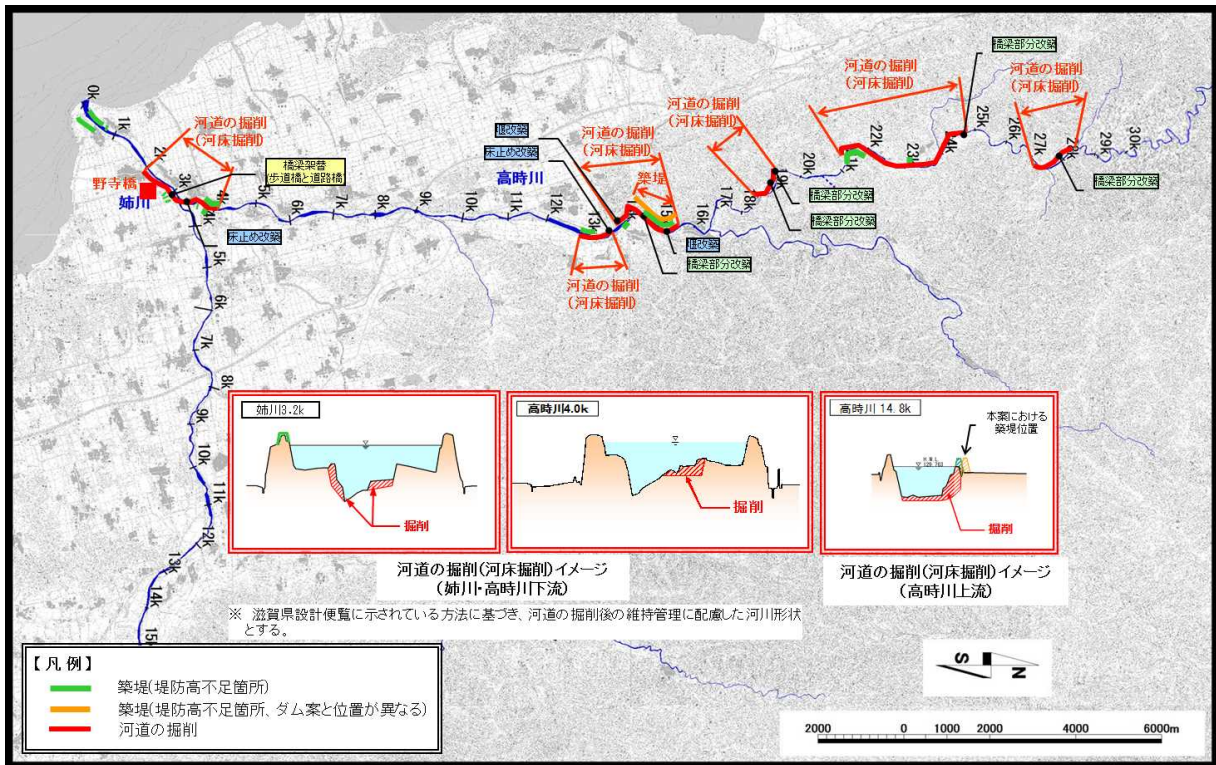 橋梁部分改築
河道の掘削
(河床掘削)
河道の掘削
(河床掘削)
河道の掘削
(河床掘削)
河道の掘削
(河床掘削)
築堤
堰改築
床止め改築
高時川
0k
1k
2k
河道の掘削
(河床掘削)
橋梁架替
(歩道橋と道路橋)
野寺橋
姉川
3k
4k
4k
5k
6k
7k
8k
9k
10k
11k
12k
13k
15
16k
17k
18k
20k
22k
23k
25k
26k
27k
28k
29k
30k
床止め改築
堰改築
橋梁部分改築
橋梁部分改築
橋梁部分改築
橋梁部分改築
河道の掘削
(河床掘削)
5k
6k
7k
8k
9k
10k
11k
12k
13k
14k
15k
姉川3.2k
掘削
高時川4.0k
掘削
高時川 14.8k
本案における
築堤位置
掘削
河道の掘削(河床掘削)イメージ
(姉川・高時川下流)
河道の掘削(河床掘削)イメージ
(高時川上流)
※ 滋賀県設計便覧に示されている方法に基づき、河道の掘削後の維持管理に配慮した河川形状
とする。
【凡例】
築堤(堤防高不足箇所)
築堤(堤防高不足箇所、ダム案と位置が異なる)
河道の掘削
S
N
2000 0 1000 2000 4000 6000m